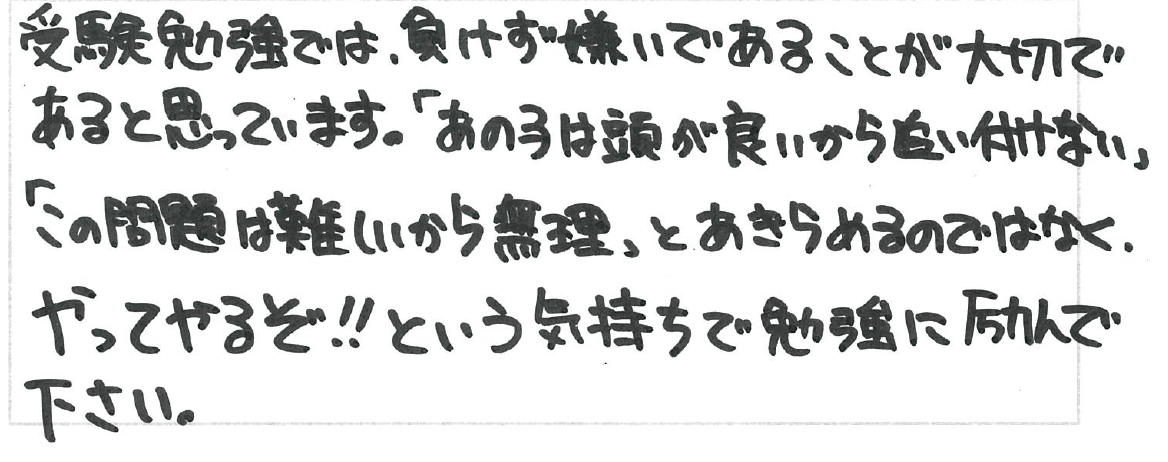 受験勉強では、負けず嫌いであることが大切で
あると思っています。「あの子は頭が良いから追い付けない」
「この問題は難しいから無理」とあきらめるのではなく、
やってやるぞ!!という気持ちで勉強に励んで
下さい。